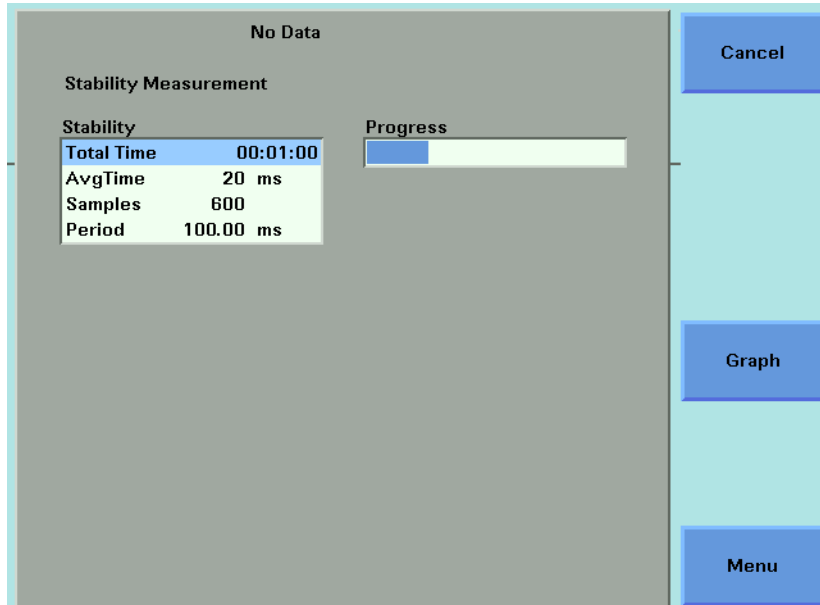 No Data
Cancel
Stability Measurement
Stability
Progress
Total Time 00:01:00
AvgTime 20 ms
Samples 600
Period 100.00 ms
Graph
Menu